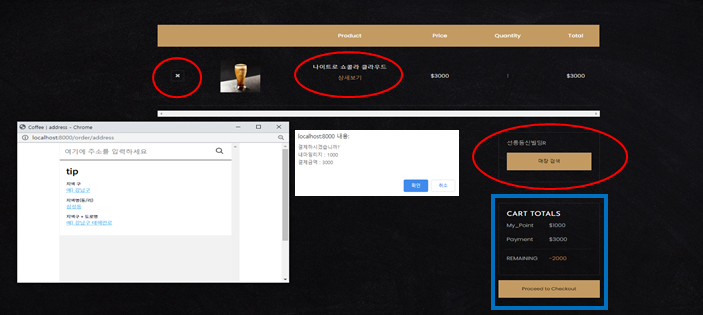 Product Price Quantity Total
나이트로 쇼콜라 클라우드
상세보기
$3000
1
$3000
Coffee | address - Chrome
localhost:8000/order/address
여기에 주소를 입력하세요
tip
지역 구
예) 강남구
지역명(동/리)
삼성동
지역구 + 도로명
예) 강남구 테헤란로
localhost:8000 내용:
결제하시겠습니까?
내마일리지 : 1000
결제금액 : 3000
확인 취소
선릉동신빌딩R
매장 검색
CART TOTALS
My_Point $1000
Payment $3000
REMAINING -2000
Proceed to Checkout